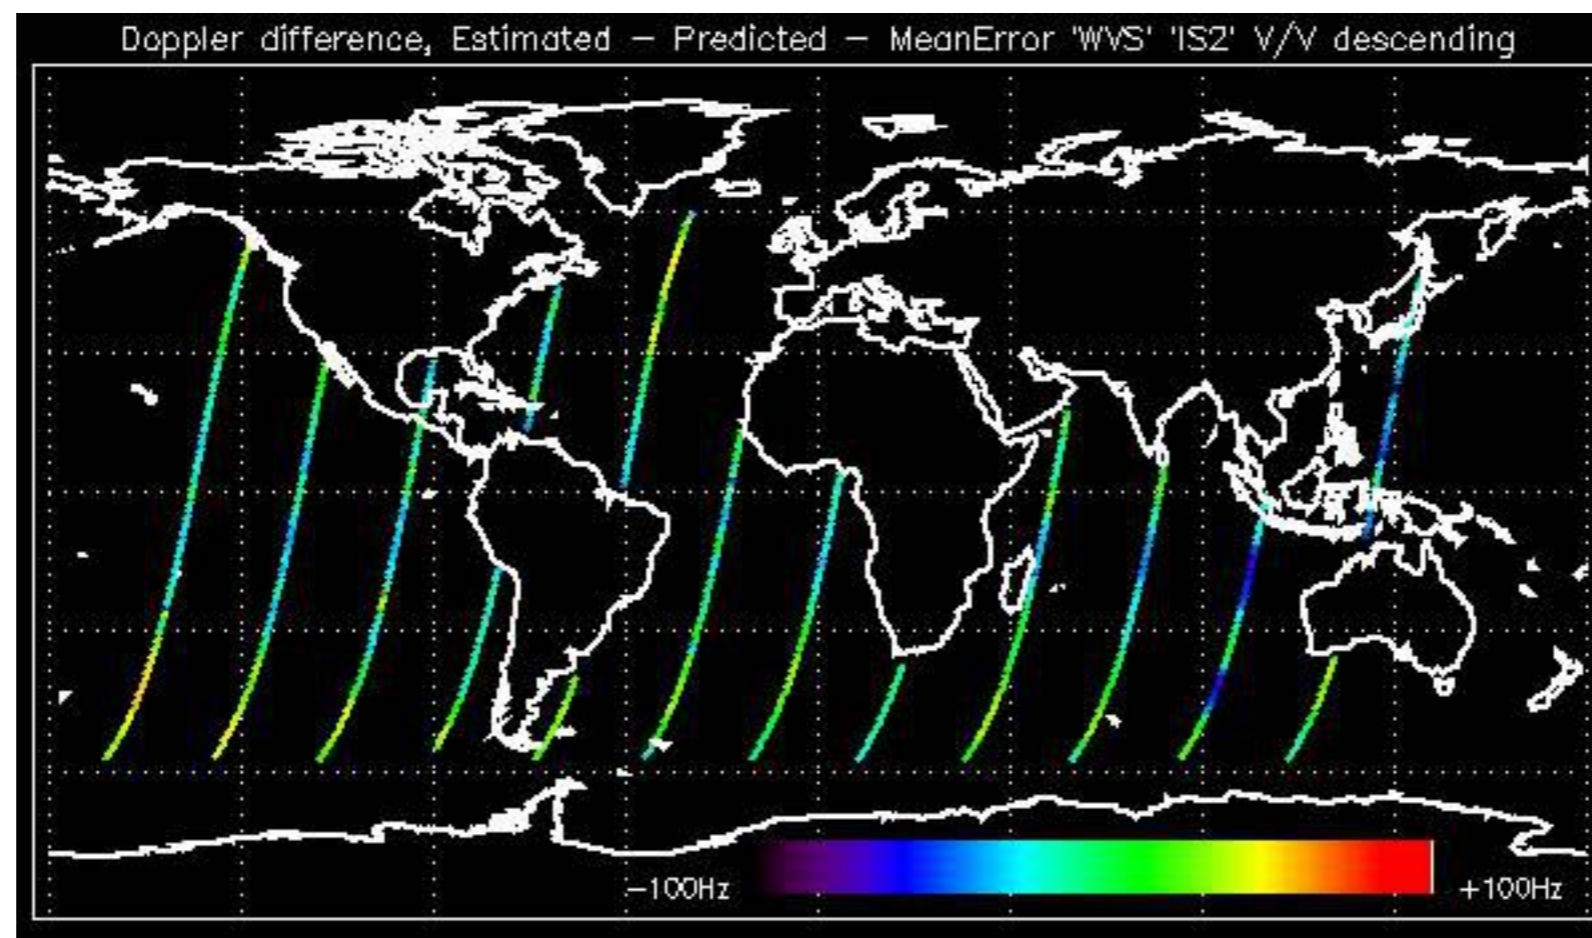 Doppler difference, Estimated - Predicted - MeanError 'WVS' 'IS2' V/V descending
-100Hz +100Hz